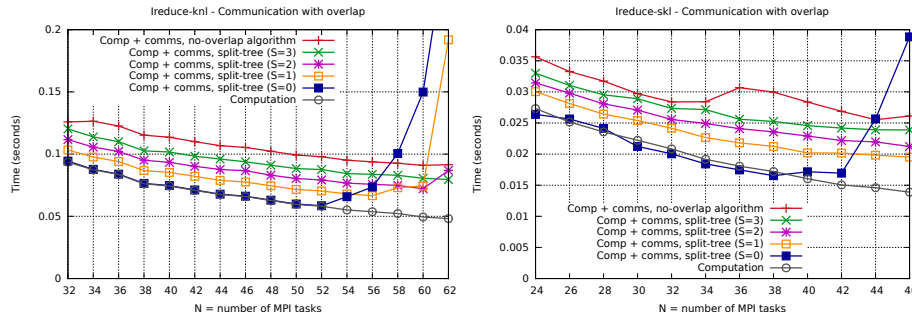 Ireduce-knl - Communication with overlap
Time (seconds)
0.2
0.15
0.1
0.05
0
Comp + comms, no-overlap algorithm
Comp + comms, split-tree (S=3)
Comp + comms, split-tree (S=2)
Comp + comms, split-tree (S=1)
Comp + comms, split-tree (S=0)
Computation
32 34 36 38 40 42 44 46 48 50 52 54 56 58 60 62
N = number of MPI tasks
Ireduce-skl - Communication with overlap
Time (seconds)
0.04
0.035
0.03
0.025
0.02
0.015
0.01
0.005
0
Comp + comms, no-overlap algorithm
Comp + comms, split-tree (S=3)
Comp + comms, split-tree (S=2)
Comp + comms, split-tree (S=1)
Comp + comms, split-tree (S=0)
Computation
24 26 28 30 32 34 36 38 40 42 44
N = number of MPI tasks